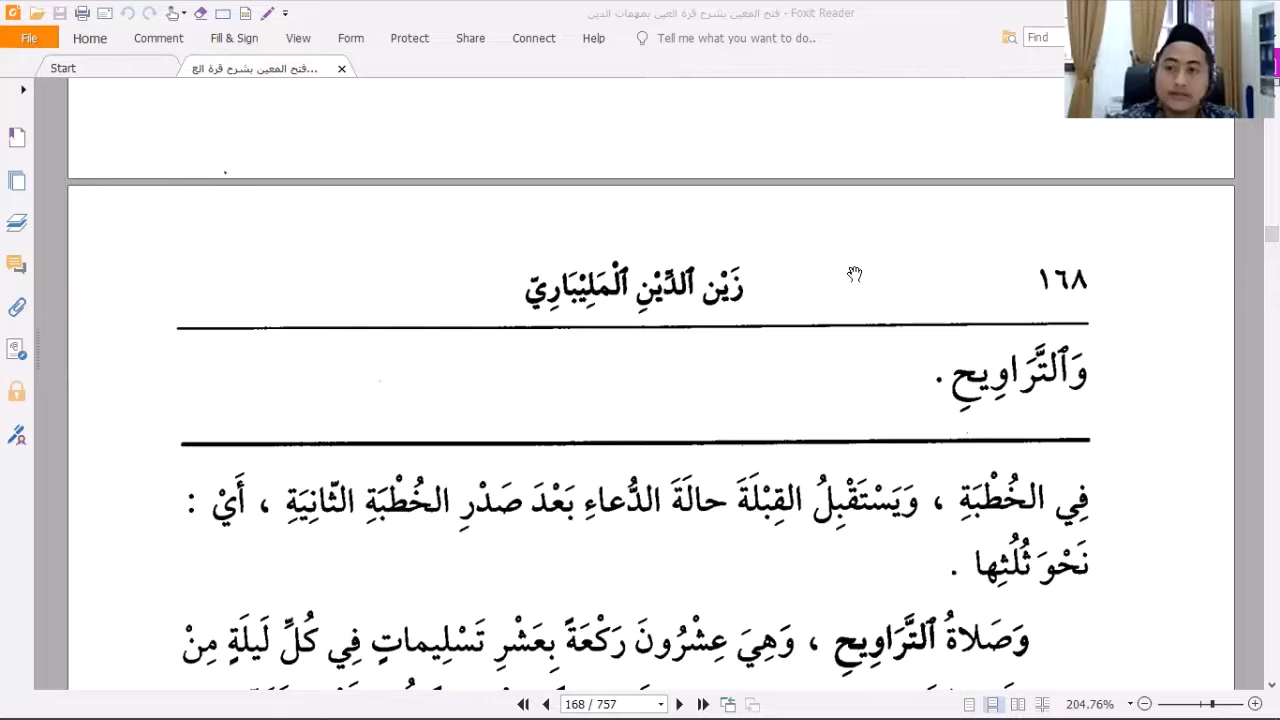 فتح المعين بشرح قرة العين بمهمات الدين - Foxit Reader
File Home Comment Fill & Sign View Form Protect Share Connect Help Tell me what you want to do.. Find
Start فتح المعين بشرح قرة الع...
١٦٨ زَيْن ٱلدِّيْنِ ٱلْمَلِيْبَارِيّ
وَٱلتَّرَاوِيحِ .
فِي الخُطْبَةِ ، وَيَسْتَقْبِلُ القِبْلَةَ حالَةَ الدُّعاءِ بَعْدَ صَدْرِ الخُطْبَةِ الثّانِيَةِ ، أَيْ :
نَحْوَ ثُلُثِها .
وَصَلاةُ ٱلتَّرَاوِيحِ ، وَهِيَ عِشْرُونَ رَكْعَةً بِعَشْرِ تَسْلِيماتٍ فِي كُلِّ لَيْلَةٍ مِنْ
168 / 757 204.76%